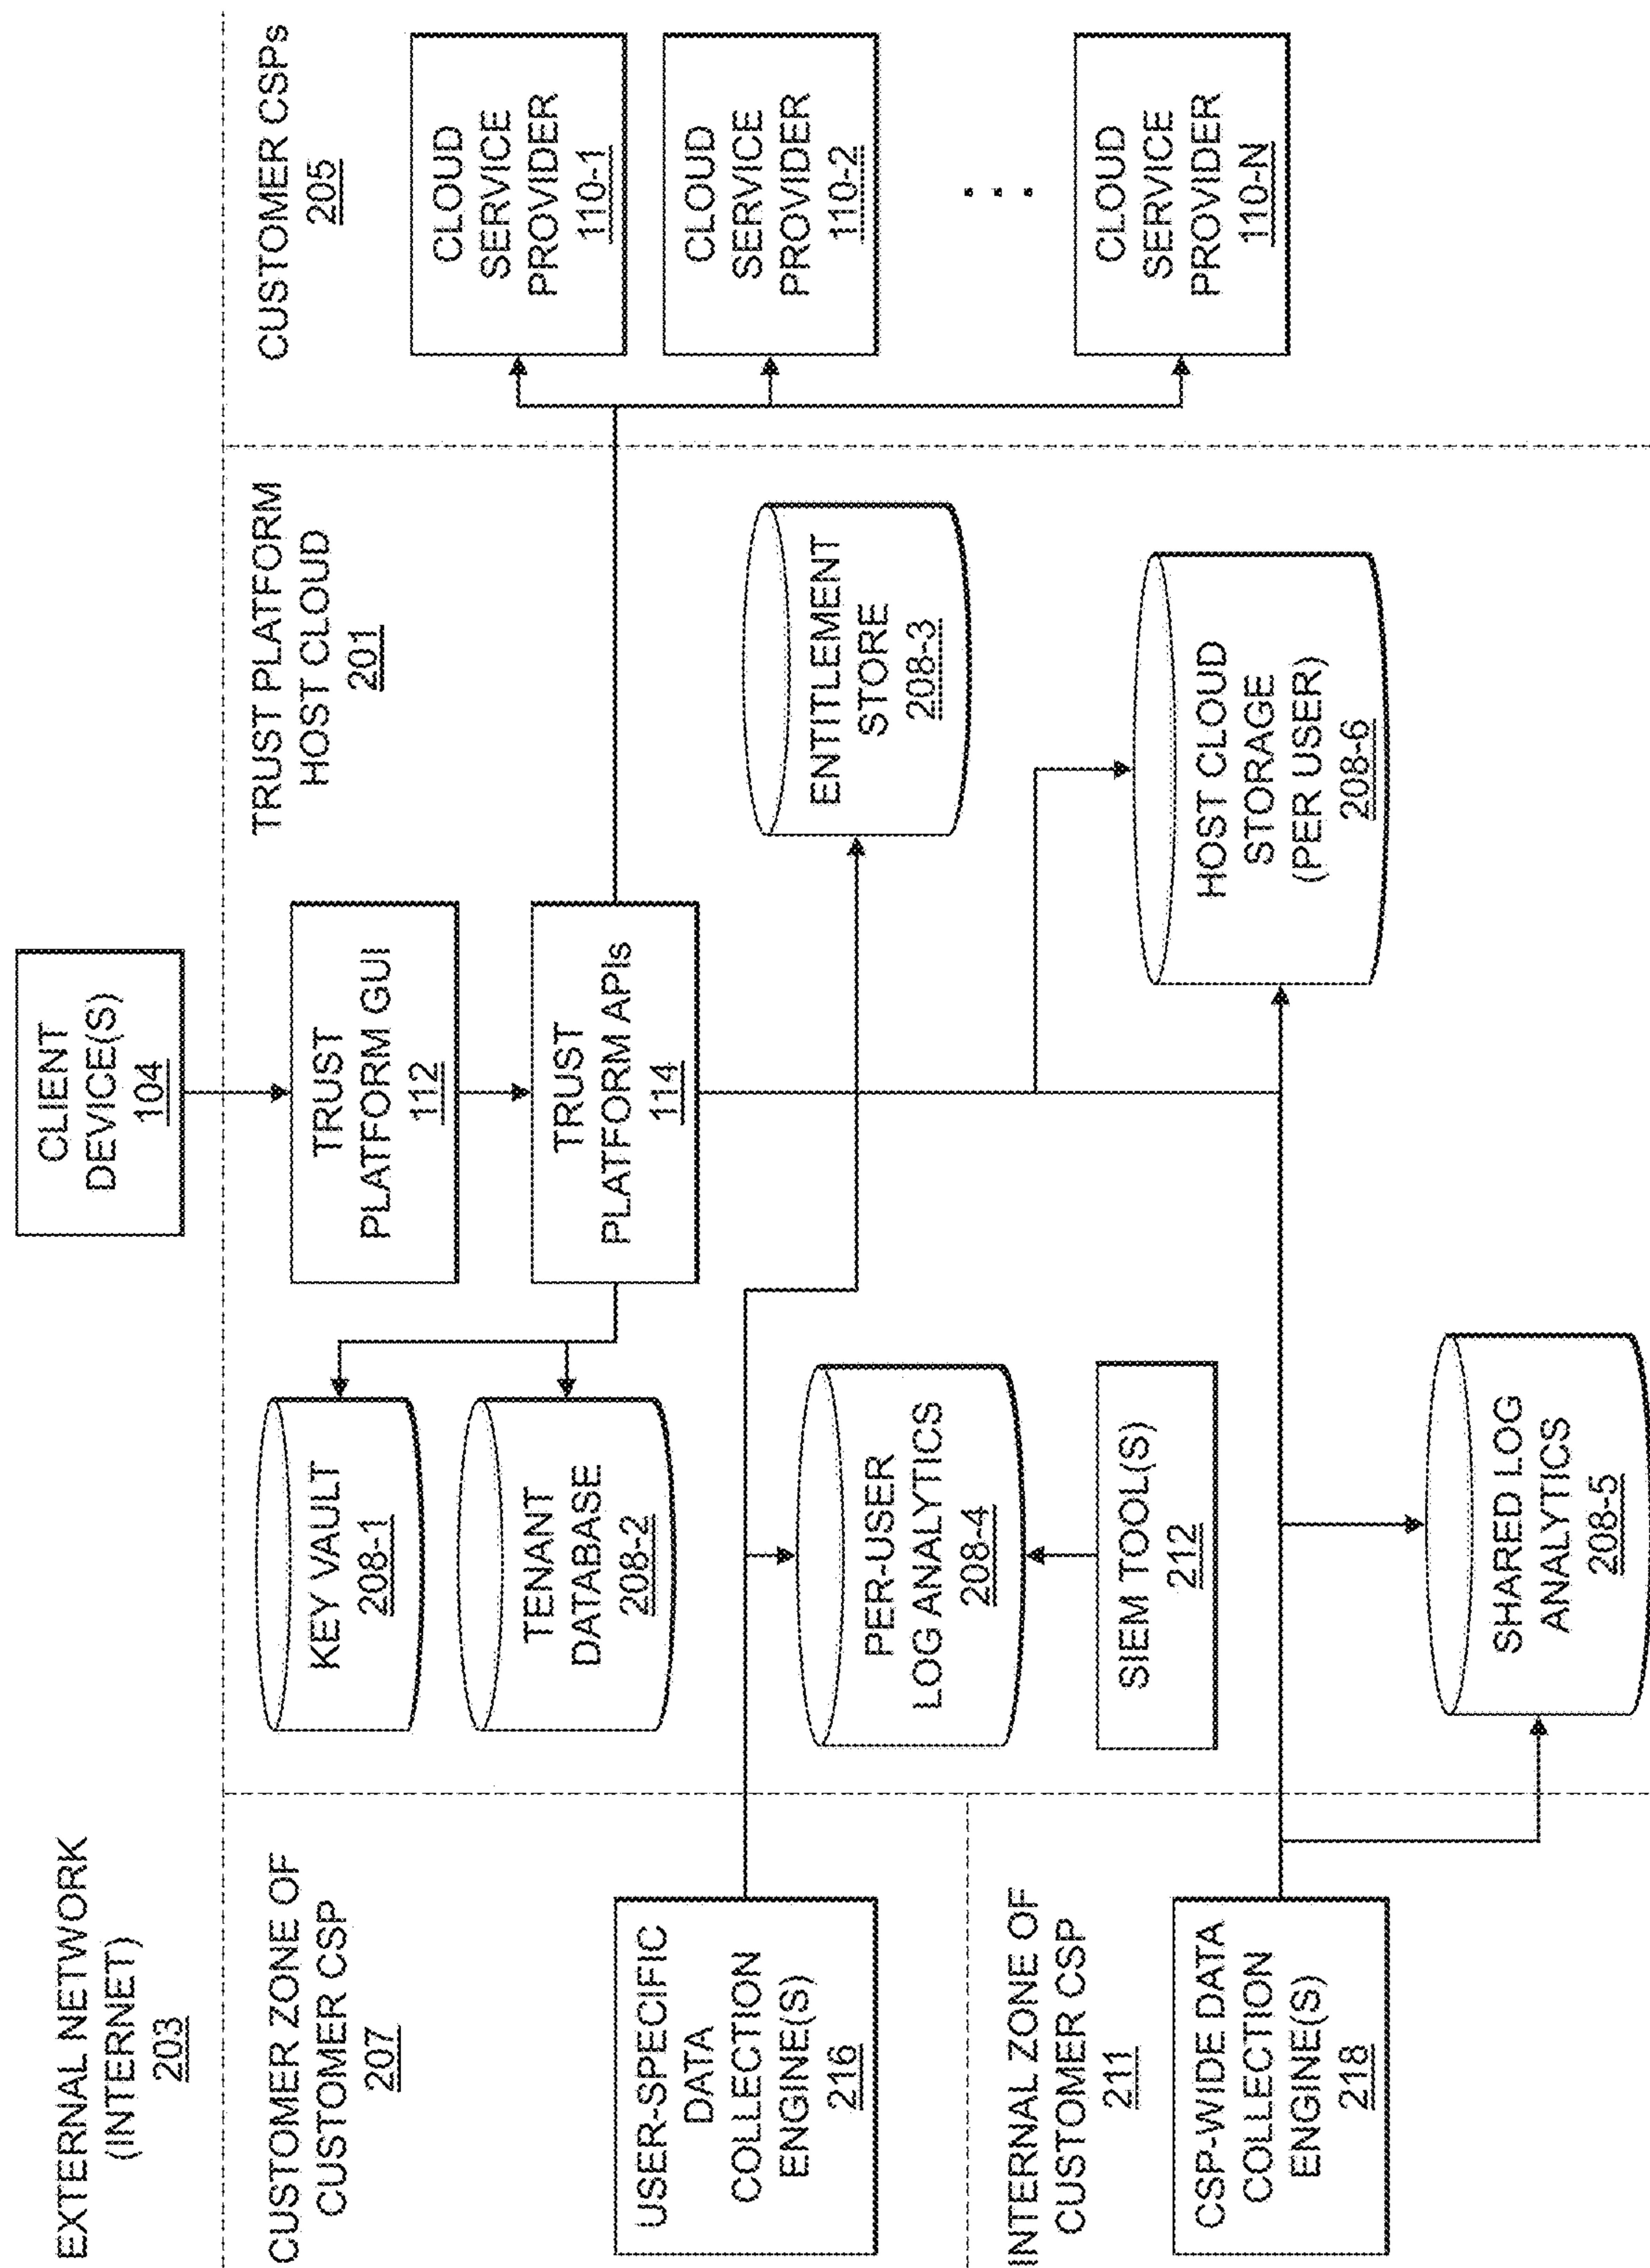 EXTERNAL NETWORK
(INTERNET)
203
CLIENT
DEVICE(S)
104
CUSTOMER ZONE OF
CUSTOMER CSP
207
USER-SPECIFIC
DATA
COLLECTION
ENGINE(S)
216
INTERNAL ZONE OF
CUSTOMER CSP
211
CSP-WIDE DATA
COLLECTION
ENGINE(S)
218
KEY VAULT
208-1
TENANT
DATABASE
208-2
PER-USER
LOG ANALYTICS
208-4
SIEM TOOL(S)
212
SHARED LOG
ANALYTICS
208-5
TRUST
PLATFORM GUI
112
TRUST
PLATFORM APIs
114
TRUST PLATFORM
HOST CLOUD
201
ENTITLEMENT
STORE
208-3
HOST CLOUD
STORAGE
(PER USER)
208-6
CUSTOMER CSPs
205
CLOUD
SERVICE
PROVIDER
110-1
CLOUD
SERVICE
PROVIDER
110-2
. . .
CLOUD
SERVICE
PROVIDER
110-N